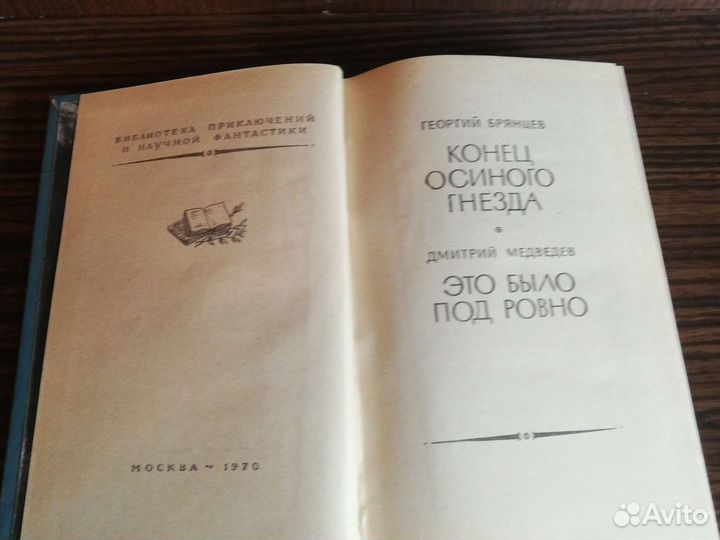 БИБЛИОТЕКА ПРИКЛЮЧЕНИЙ
И НАУЧНОЙ ФАНТАСТИКИ
МОСКВА ~ 1970
ГЕОРГИЙ БРЯНЦЕВ
КОНЕЦ
ОСИНОГО
ГНЕЗДА
ДМИТРИЙ МЕДВЕДЕВ
ЭТО БЫЛО
ПОД РОВНО
Avito